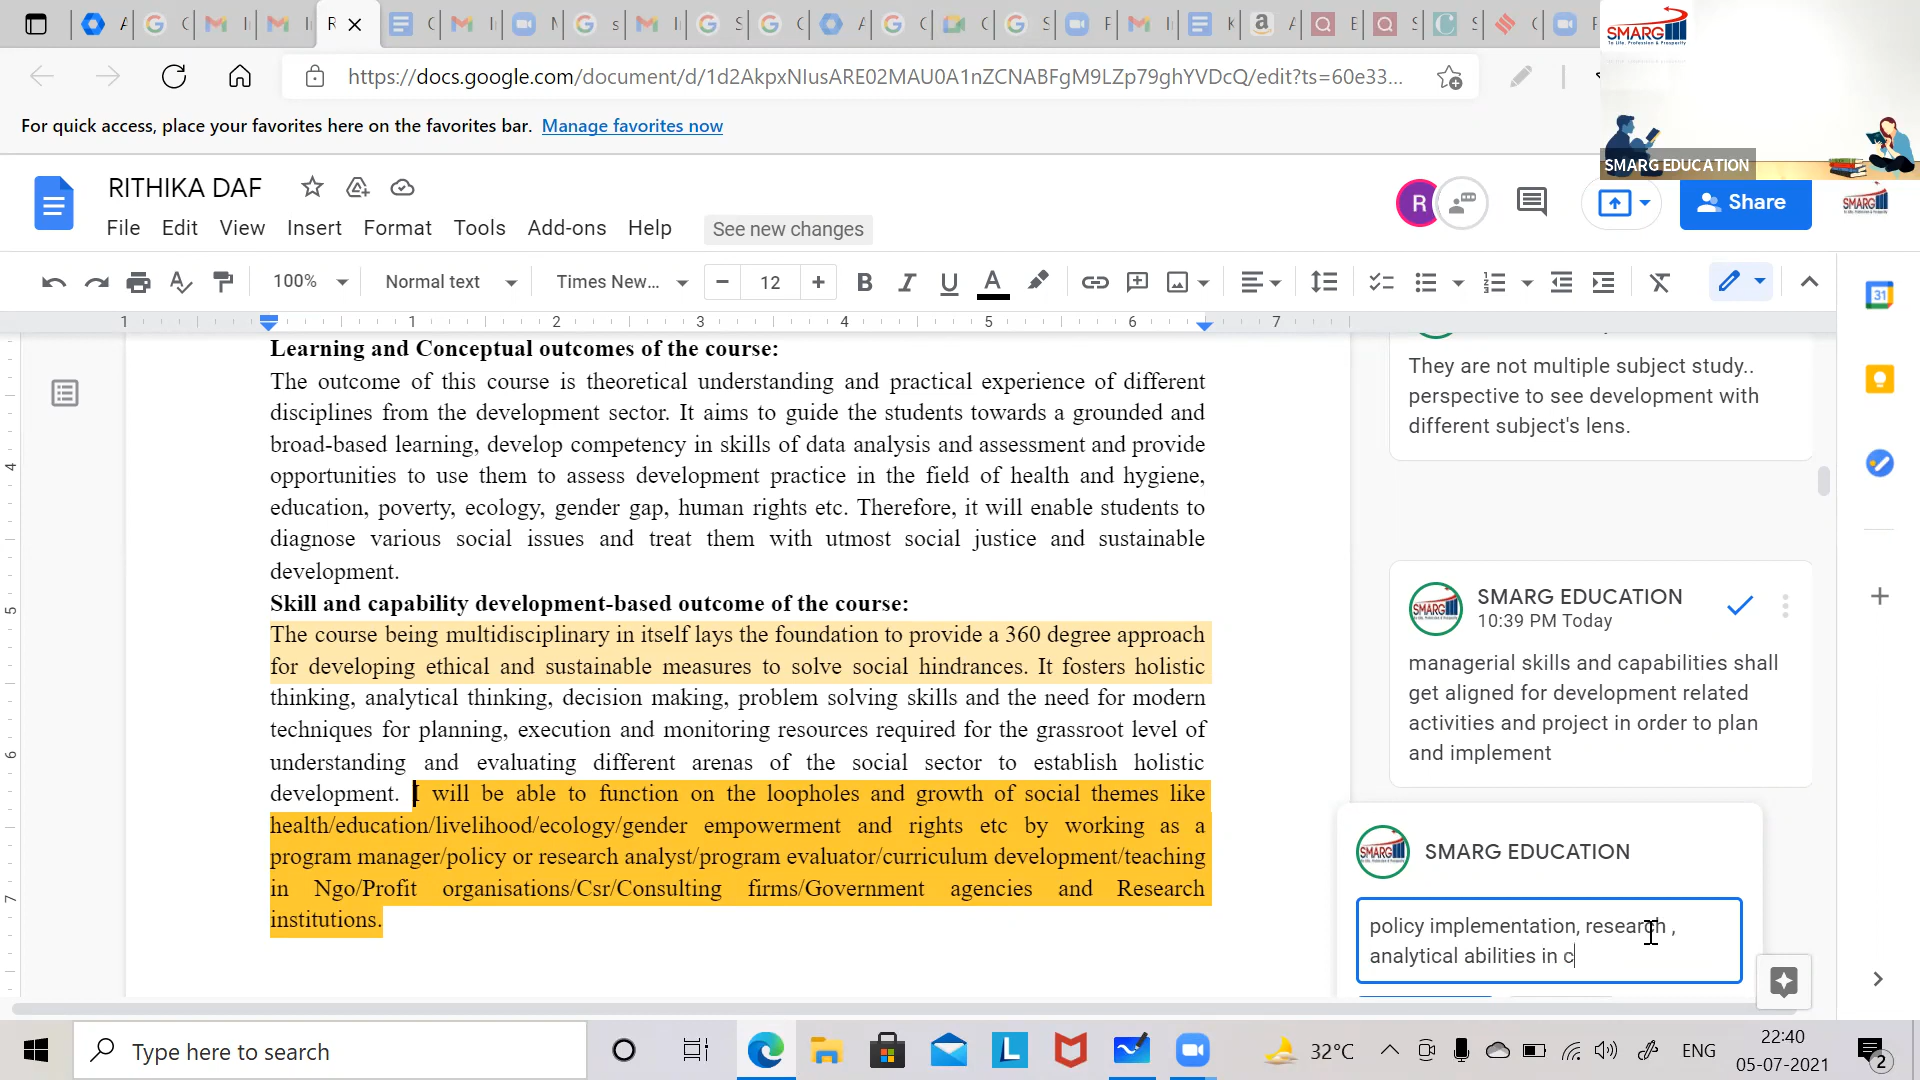 https://docs.google.com/document/d/1d2AkpxNIusARE02MAU0A1nZCNABFgM9LZp79ghYVDcQ/edit?ts=60e33...
For quick access, place your favorites here on the favorites bar. Manage favorites now
SMARG
SMARG EDUCATION
RITHIKA DAF
File Edit View Insert Format Tools Add-ons Help See new changes
R
Share
SMARG
100% Normal text Times New... 12
1 1 2 3 4 5 6 7
Learning and Conceptual outcomes of the course:
The outcome of this course is theoretical understanding and practical experience of different
disciplines from the development sector. It aims to guide the students towards a grounded and
broad-based learning, develop competency in skills of data analysis and assessment and provide
opportunities to use them to assess development practice in the field of health and hygiene,
education, poverty, ecology, gender gap, human rights etc. Therefore, it will enable students to
diagnose various social issues and treat them with utmost social justice and sustainable
development.
Skill and capability development-based outcome of the course:
The course being multidisciplinary in itself lays the foundation to provide a 360 degree approach
for developing ethical and sustainable measures to solve social hindrances. It fosters holistic
thinking, analytical thinking, decision making, problem solving skills and the need for modern
techniques for planning, execution and monitoring resources required for the grassroot level of
understanding and evaluating different arenas of the social sector to establish holistic
development. I will be able to function on the loopholes and growth of social themes like
health/education/livelihood/ecology/gender empowerment and rights etc by working as a
program manager/policy or research analyst/program evaluator/curriculum development/teaching
in Ngo/Profit organisations/Csr/Consulting firms/Government agencies and Research
institutions.
4
5
6
7
They are not multiple subject study..
perspective to see development with
different subject's lens.
SMARG EDUCATION
10:39 PM Today
managerial skills and capabilities shall
get aligned for development related
activities and project in order to plan
and implement
SMARG EDUCATION
policy implementation, research ,
analytical abilities in c
31
Type here to search
32°C
ENG
22:40
05-07-2021
2